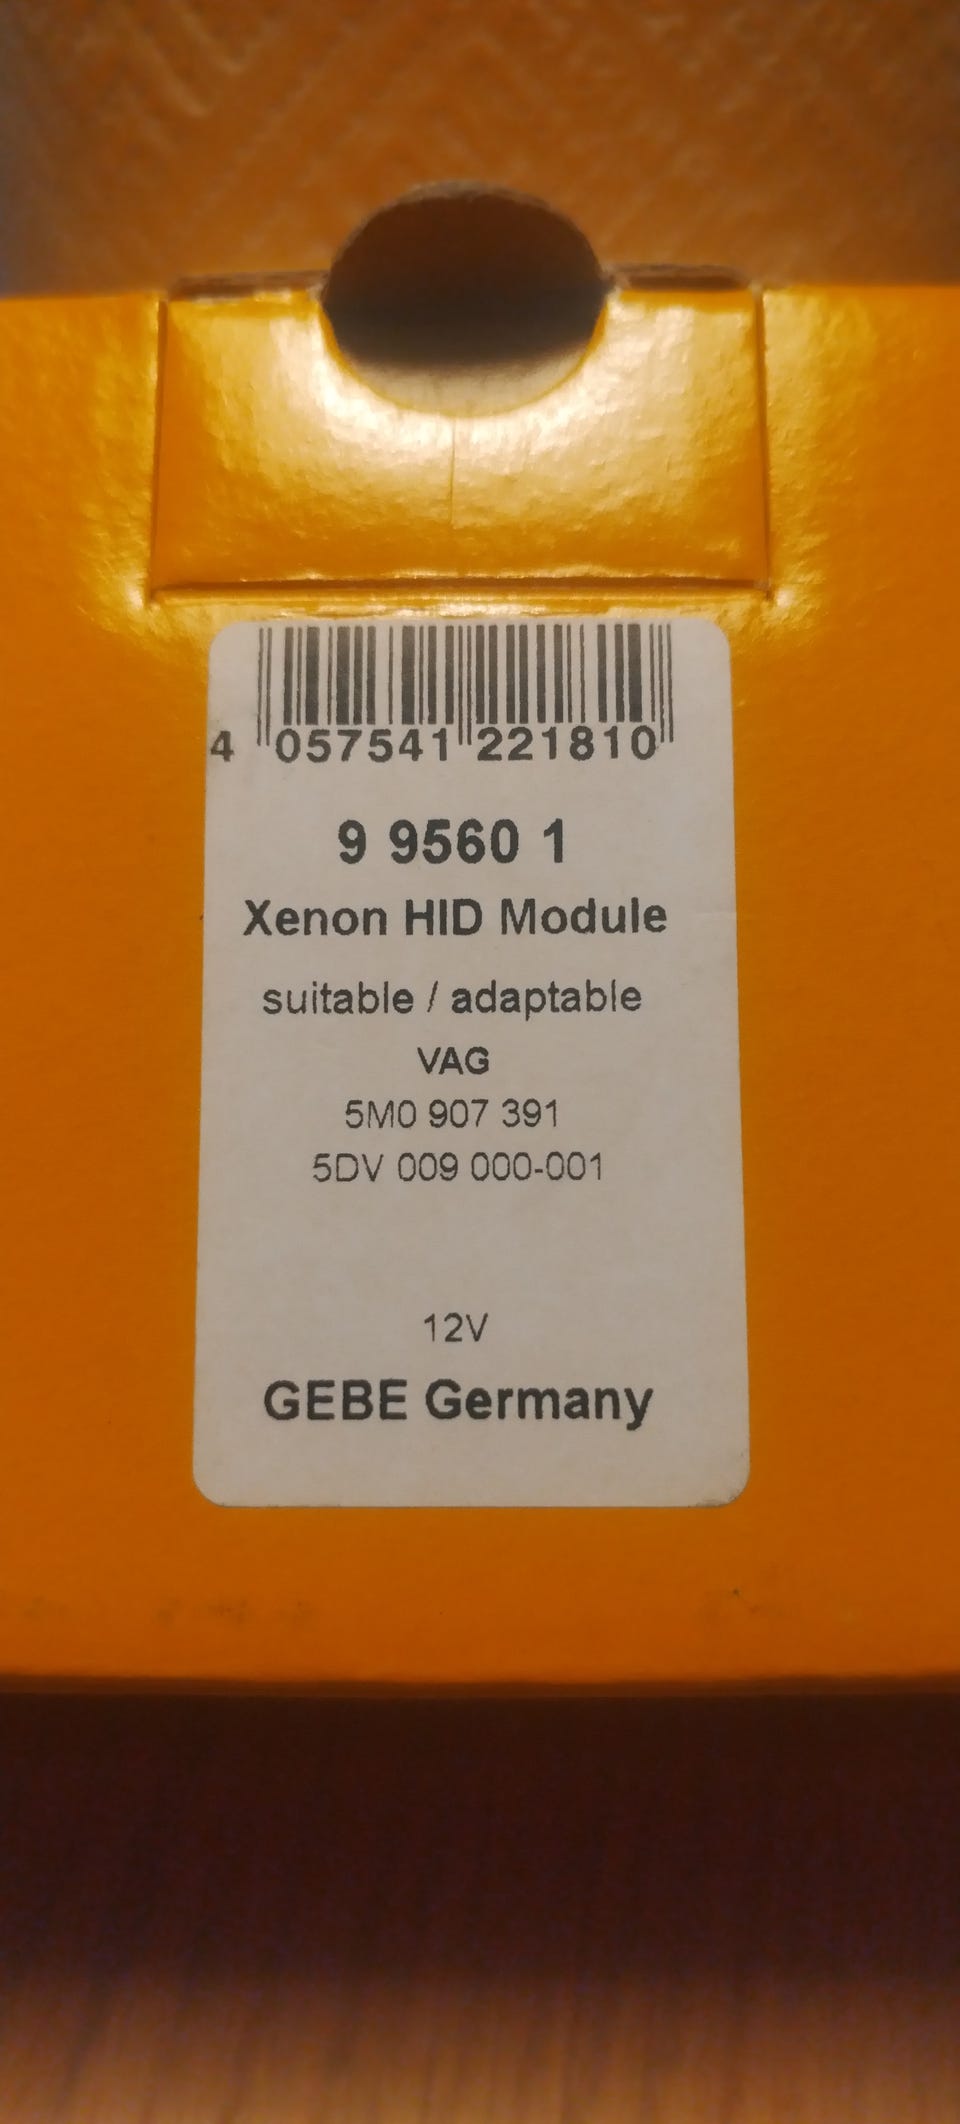 4 057541 221810
9 9560 1
Xenon HID Module
suitable / adaptable
VAG
5M0 907 391
5DV 009 000-001
12V
GEBE Germany